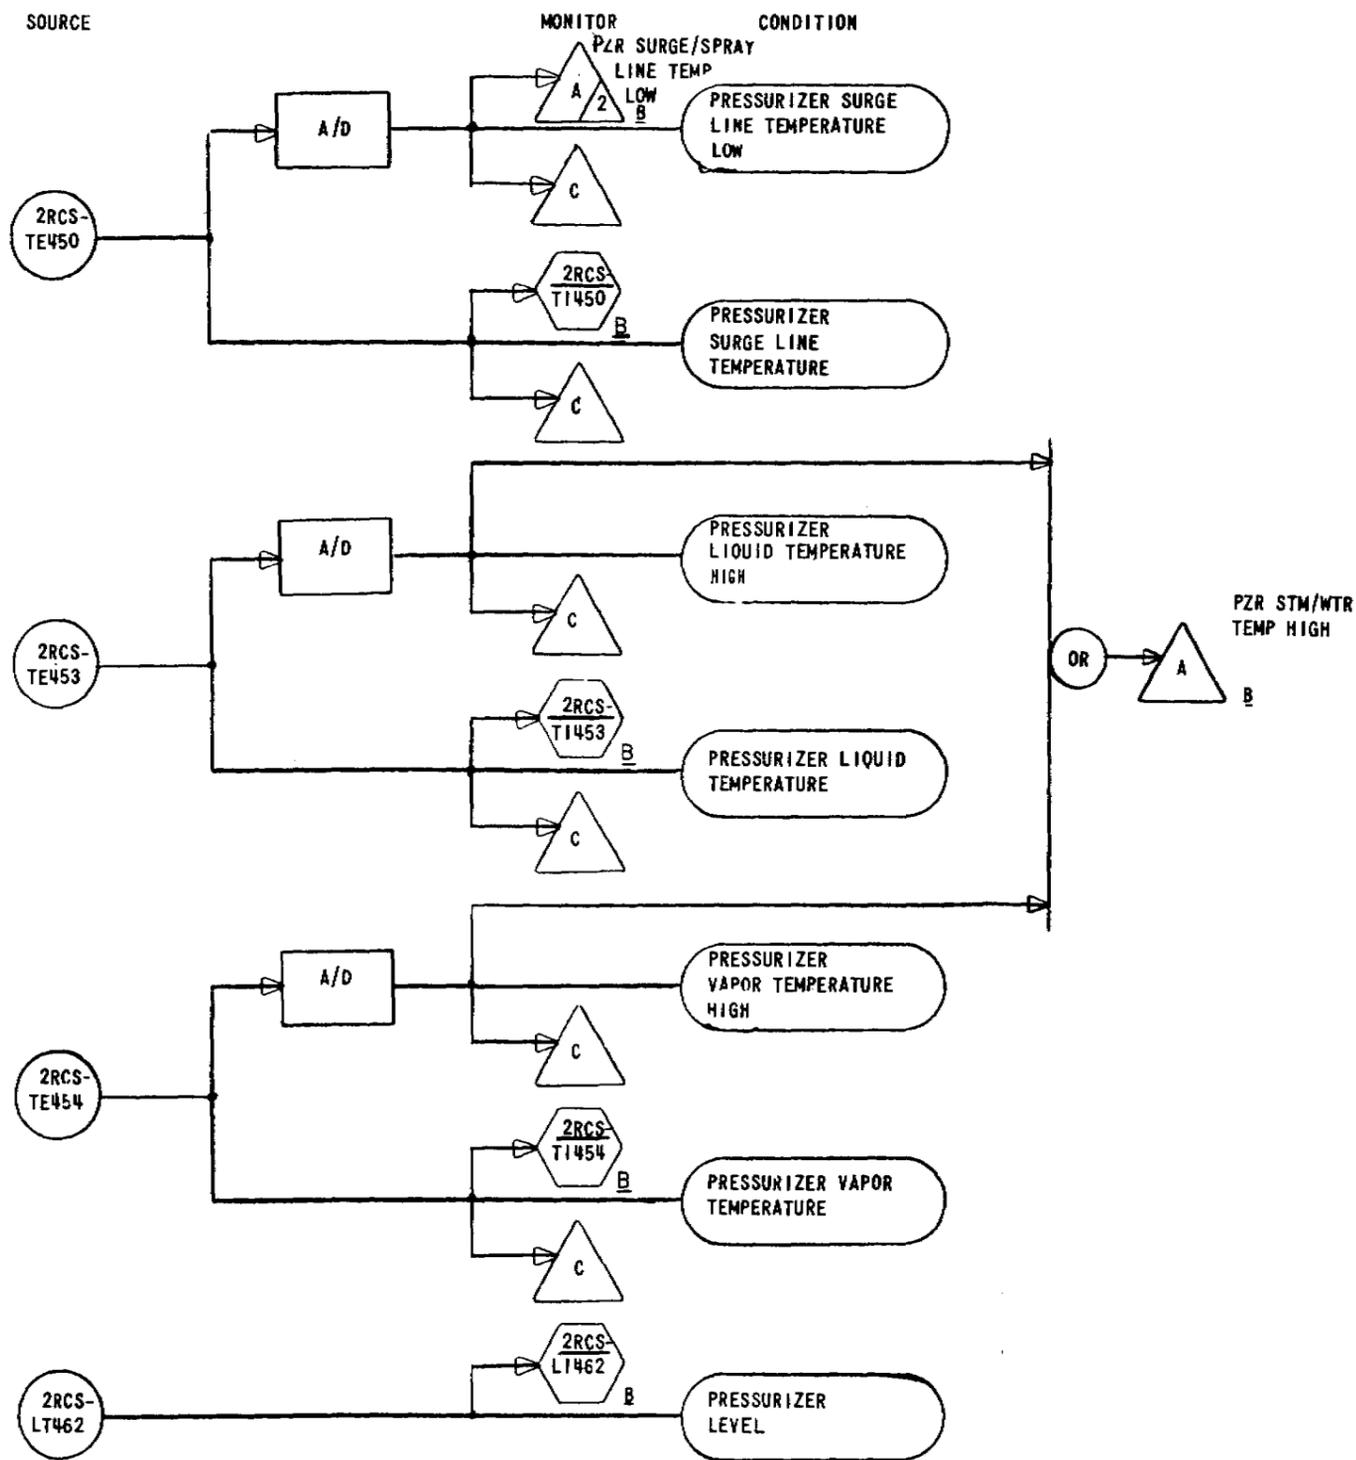 SOURCE
MONITOR
CONDITION
PZR SURGE/SPRAY
LINE TEMP
LOW
A
2
B
PRESSURIZER SURGE
LINE TEMPERATURE
LOW
A/D
C
2RCS-
TE450
2RCS-
TI450
B
PRESSURIZER
SURGE LINE
TEMPERATURE
C
A/D
PRESSURIZER
LIQUID TEMPERATURE
HIGH
C
PZR STM/WTR
TEMP HIGH
OR
A
B
2RCS-
TE453
2RCS-
TI453
B
PRESSURIZER LIQUID
TEMPERATURE
C
A/D
PRESSURIZER
VAPOR TEMPERATURE
HIGH
C
2RCS-
TE454
2RCS-
TI454
B
PRESSURIZER VAPOR
TEMPERATURE
C
2RCS-
LT462
2RCS-
LI462
B
PRESSURIZER
LEVEL